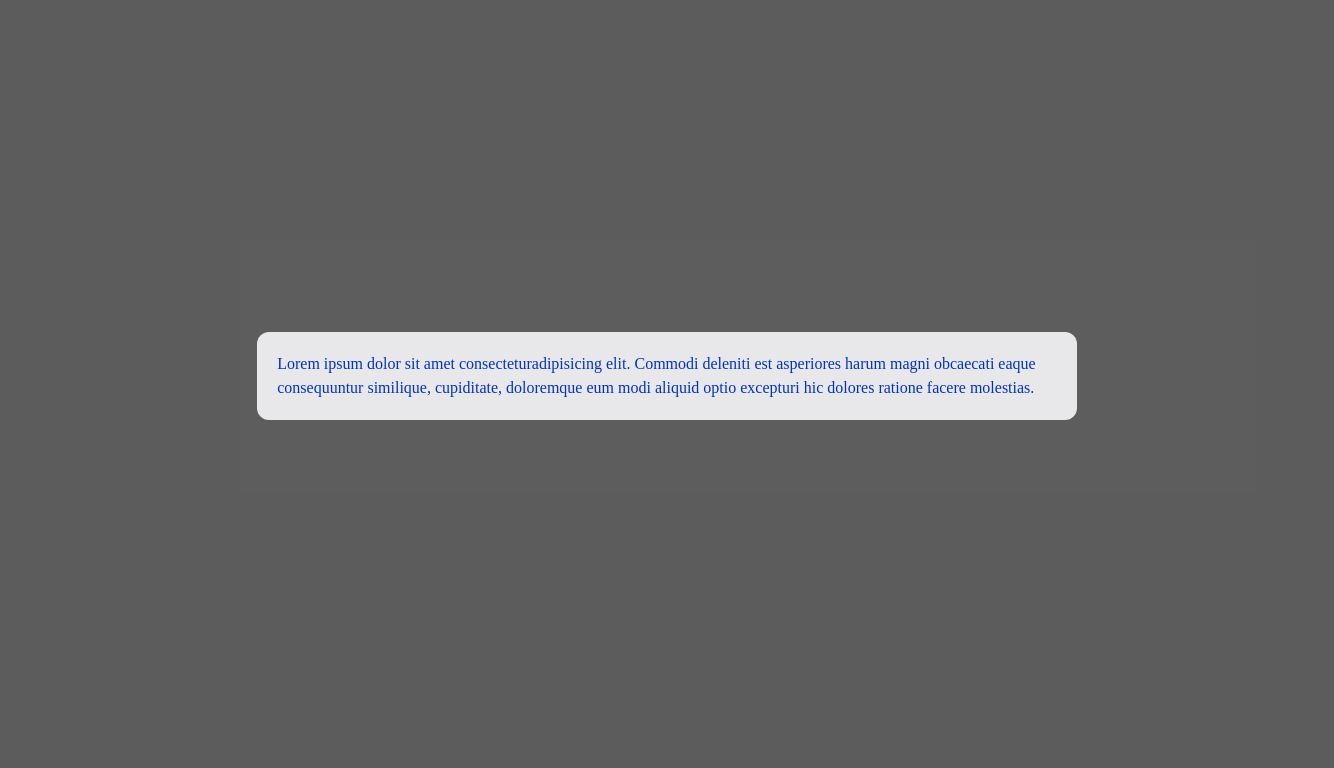 Lorem ipsum dolor sit amet consecteturadipisicing elit. Commodi deleniti est asperiores harum magni obcaecati eaque
consequuntur similique, cupiditate, doloremque eum modi aliquid optio excepturi hic dolores ratione facere molestias.